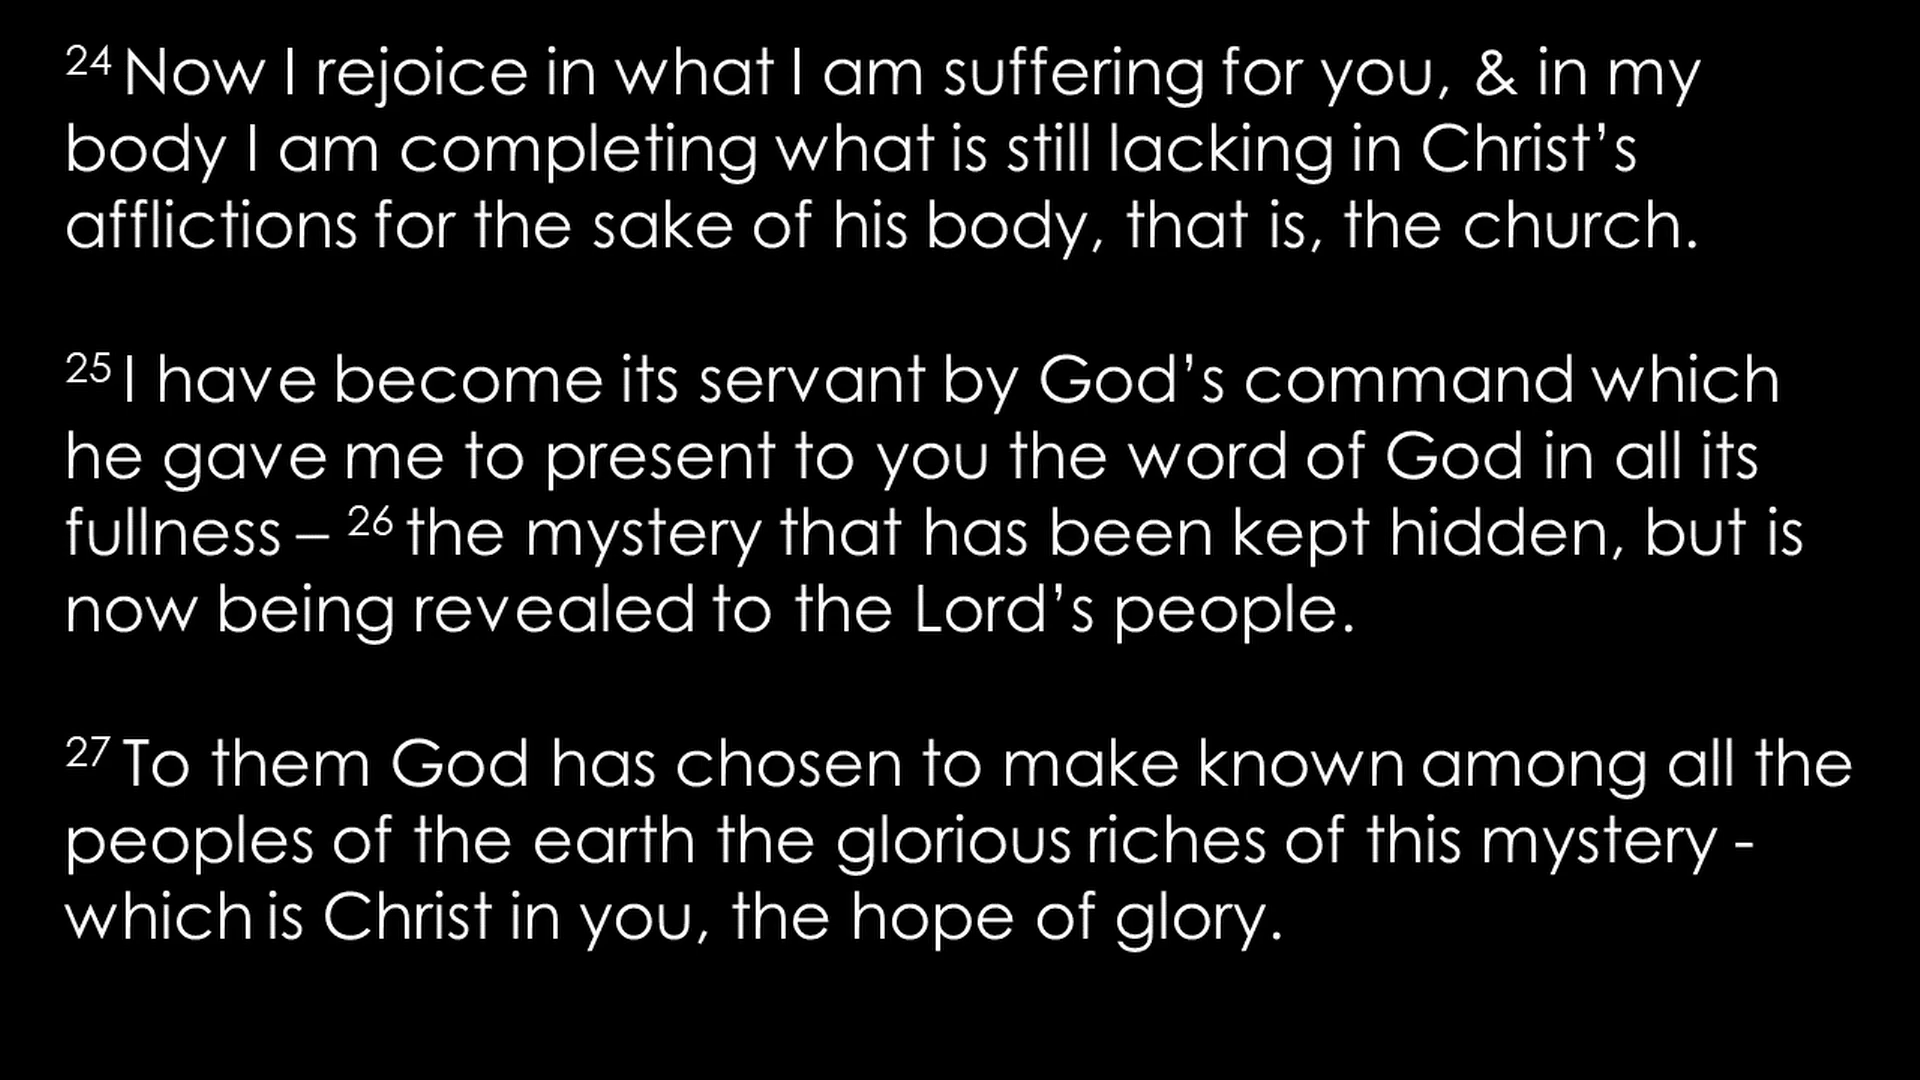 24 Now I rejoice in what I am suffering for you, & in my
body I am completing what is still lacking in Christ’s
afflictions for the sake of his body, that is, the church.
25 I have become its servant by God’s command which
he gave me to present to you the word of God in all its
fullness – 26 the mystery that has been kept hidden, but is
now being revealed to the Lord’s people.
27 To them God has chosen to make known among all the
peoples of the earth the glorious riches of this mystery -
which is Christ in you, the hope of glory.